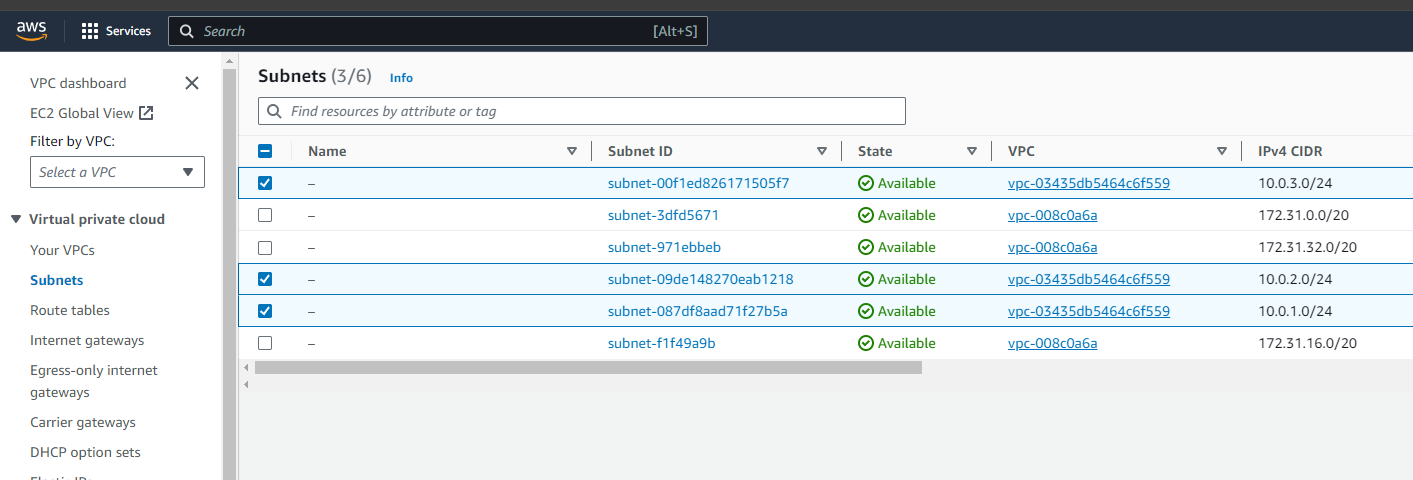 aws Services Search [Alt+S]
VPC dashboard
EC2 Global View
Filter by VPC:
Select a VPC
Virtual private cloud
Your VPCs
Subnets
Route tables
Internet gateways
Egress-only internet
gateways
Carrier gateways
DHCP option sets
Subnets (3/6) Info
Find resources by attribute or tag
Name Subnet ID State VPC IPv4 CIDR
– subnet-00f1ed826171505f7 Available vpc-03435db5464c6f559 10.0.3.0/24
– subnet-3dfd5671 Available vpc-008c0a6a 172.31.0.0/20
– subnet-971ebbeb Available vpc-008c0a6a 172.31.32.0/20
– subnet-09de148270eab1218 Available vpc-03435db5464c6f559 10.0.2.0/24
– subnet-087df8aad71f27b5a Available vpc-03435db5464c6f559 10.0.1.0/24
– subnet-f1f49a9b Available vpc-008c0a6a 172.31.16.0/20